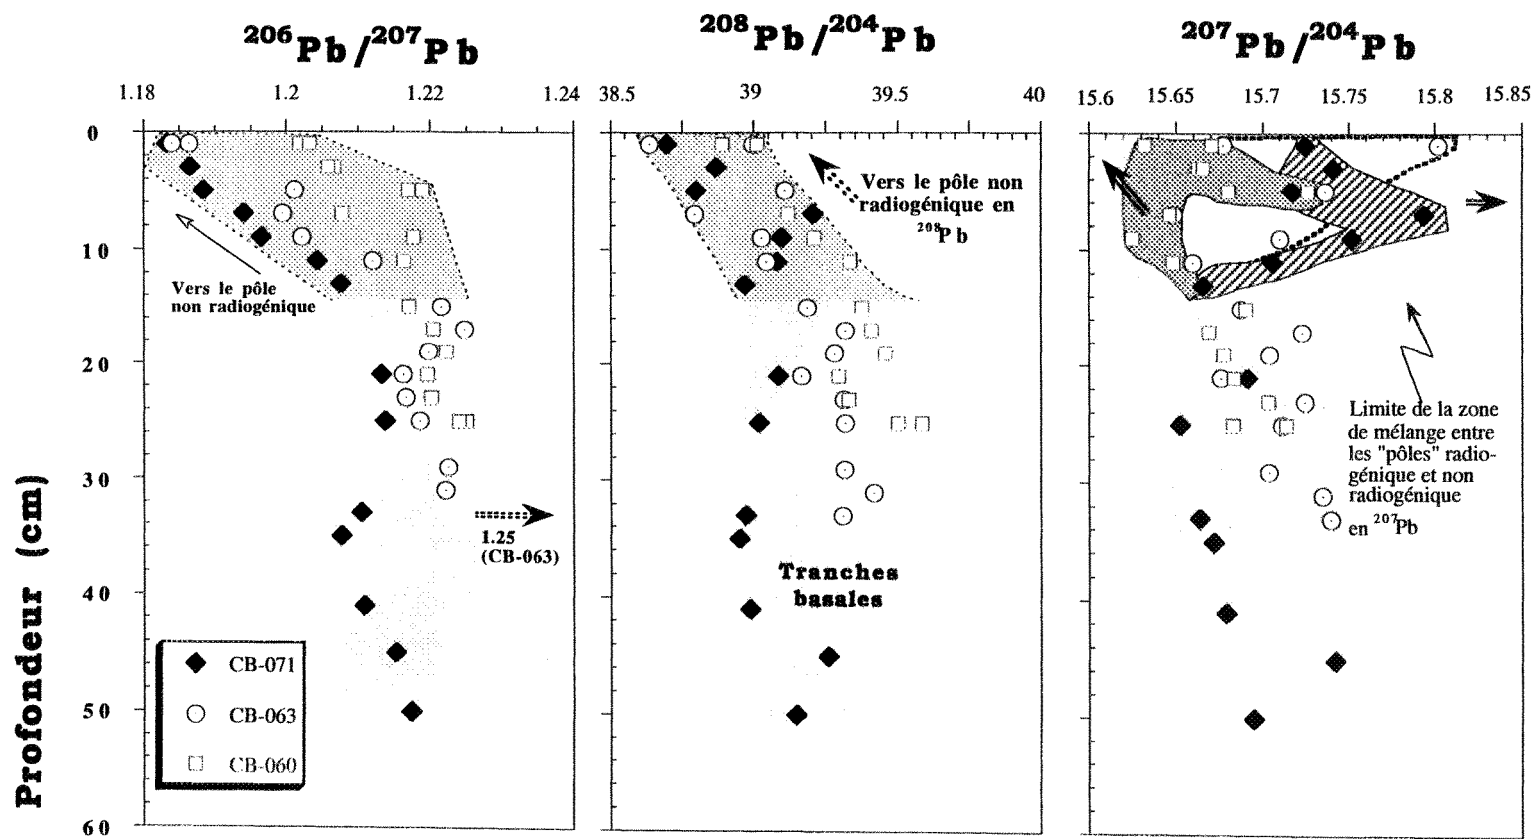 206Pb/207Pb
208Pb/204Pb
207Pb/204Pb
1.18 1.2 1.22 1.24
38.5 39 39.5 40
15.6 15.65 15.7 15.75 15.8 15.85
Profondeur (cm)
0
10
20
30
40
50
60
Vers le pôle
non radiogénique
1.25
(CB-063)
CB-071
CB-063
CB-060
Vers le pôle non
radiogénique en
208Pb
Tranches
basales
Limite de la zone
de mélange entre
les "pôles" radio-
génique et non
radiogénique
en 207Pb